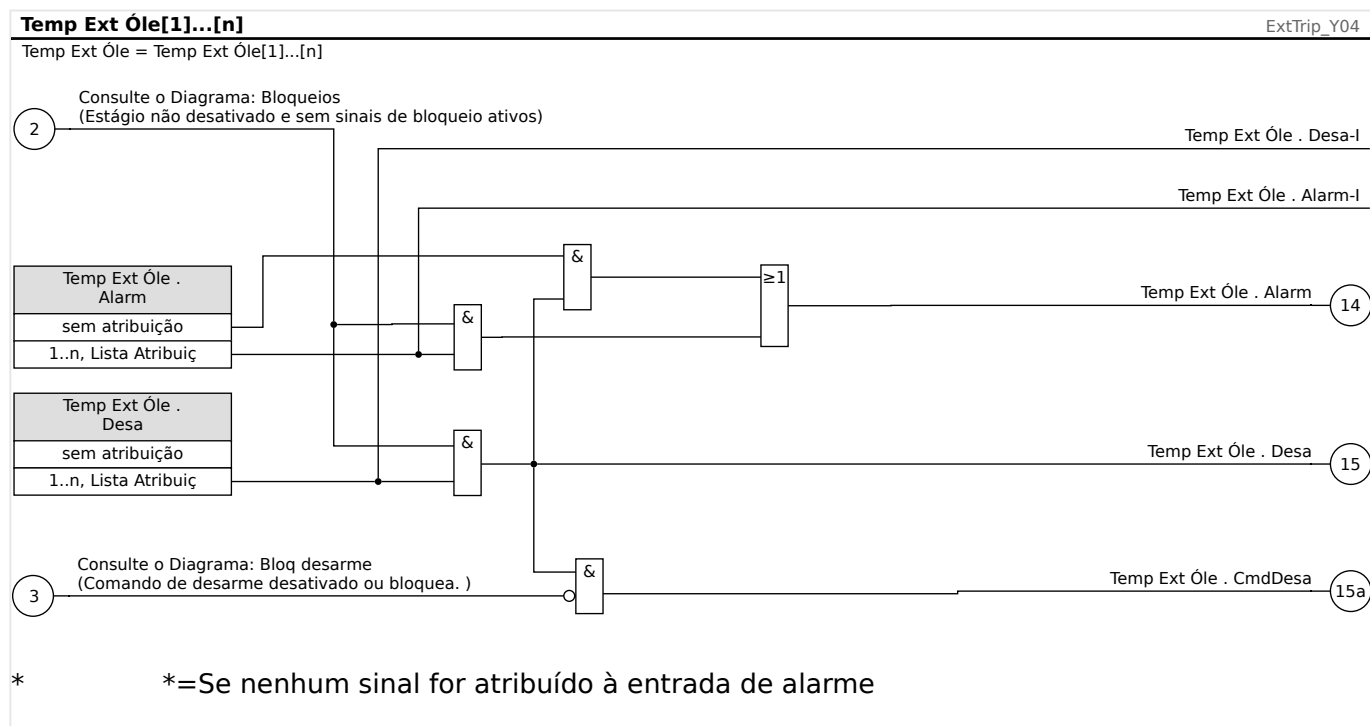 Temp Ext Óle[1]...[n]
ExtTrip_Y04
Temp Ext Óle = Temp Ext Óle[1]...[n]
Consulte o Diagrama: Bloqueios
(Estágio não desativado e sem sinais de bloqueio ativos)
2
Temp Ext Óle . Desa-I
Temp Ext Óle . Alarm-I
&
Temp Ext Óle .
Alarm
≥1
sem atribuição
&
Temp Ext Óle . Alarm
14
1..n, Lista Atribuiç
Temp Ext Óle .
Desa
sem atribuição
&
Temp Ext Óle . Desa
15
1..n, Lista Atribuiç
Consulte o Diagrama: Bloq desarme
(Comando de desarme desativado ou bloquea. )
3
&
Temp Ext Óle . CmdDesa
15a
* *=Se nenhum sinal for atribuído à entrada de alarme